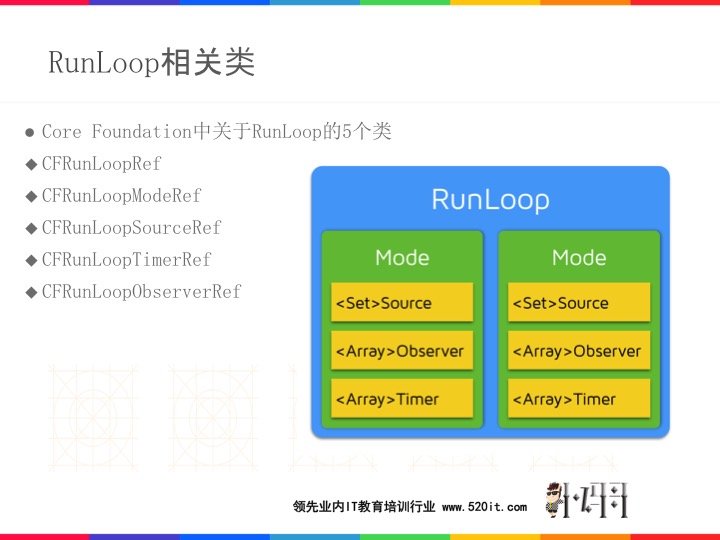 RunLoop相关类
● Core Foundation中关于RunLoop的5个类
◆ CFRunLoopRef
◆ CFRunLoopModeRef
◆ CFRunLoopSourceRef
◆ CFRunLoopTimerRef
◆ CFRunLoopObserverRef
RunLoop
Mode
<Set>Source
<Array>Observer
<Array>Timer
Mode
<Set>Source
<Array>Observer
<Array>Timer
领先业内IT教育培训行业 www.520it.com
小码哥